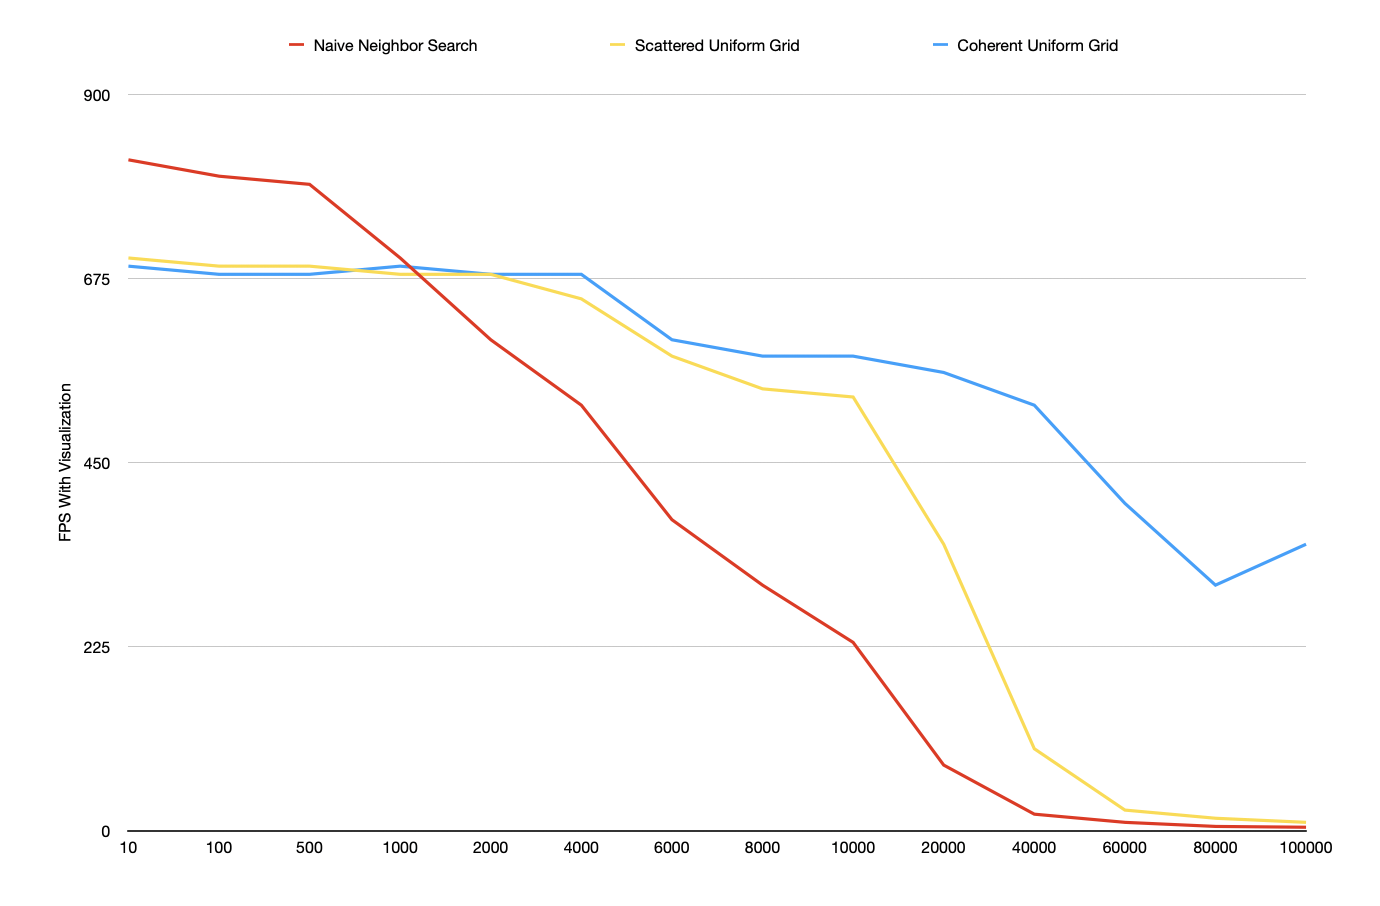 Naive Neighbor Search
Scattered Uniform Grid
Coherent Uniform Grid
900
675
450
225
0
FPS With Visualization
10 100 500 1000 2000 4000 6000 8000 10000 20000 40000 60000 80000 100000